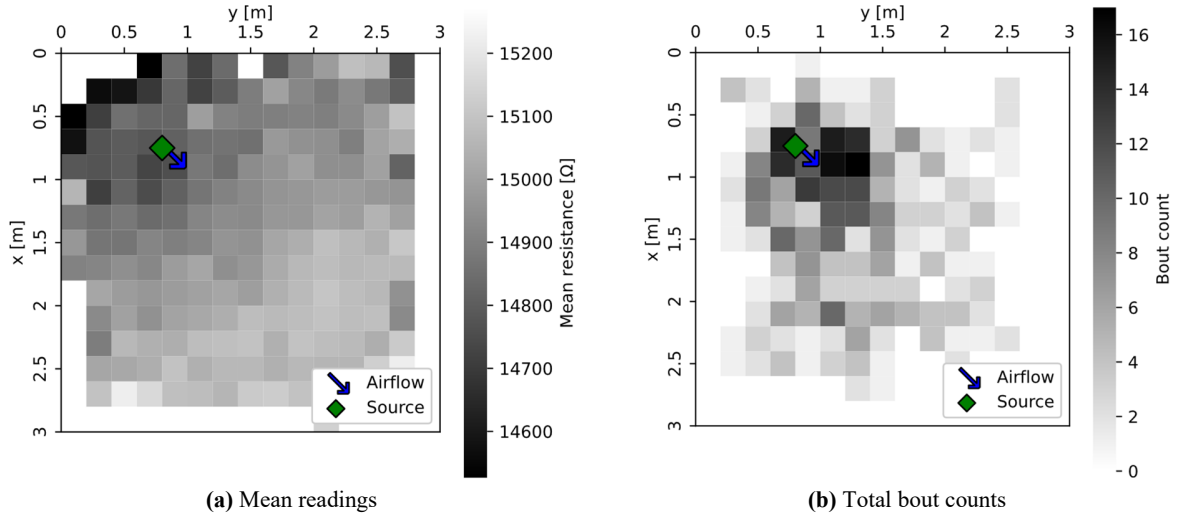 y [m]
0 0.5 1 1.5 2 2.5 3
0
0.5
1
1.5
2
2.5
3
x [m]
Airflow
Source
15200
15100
15000
14900
14800
14700
14600
Mean resistance [Ω]
(a) Mean readings
y [m]
0 0.5 1 1.5 2 2.5 3
0
0.5
1
1.5
2
2.5
3
x [m]
Airflow
Source
16
14
12
10
8
6
4
2
0
Bout count
(b) Total bout counts